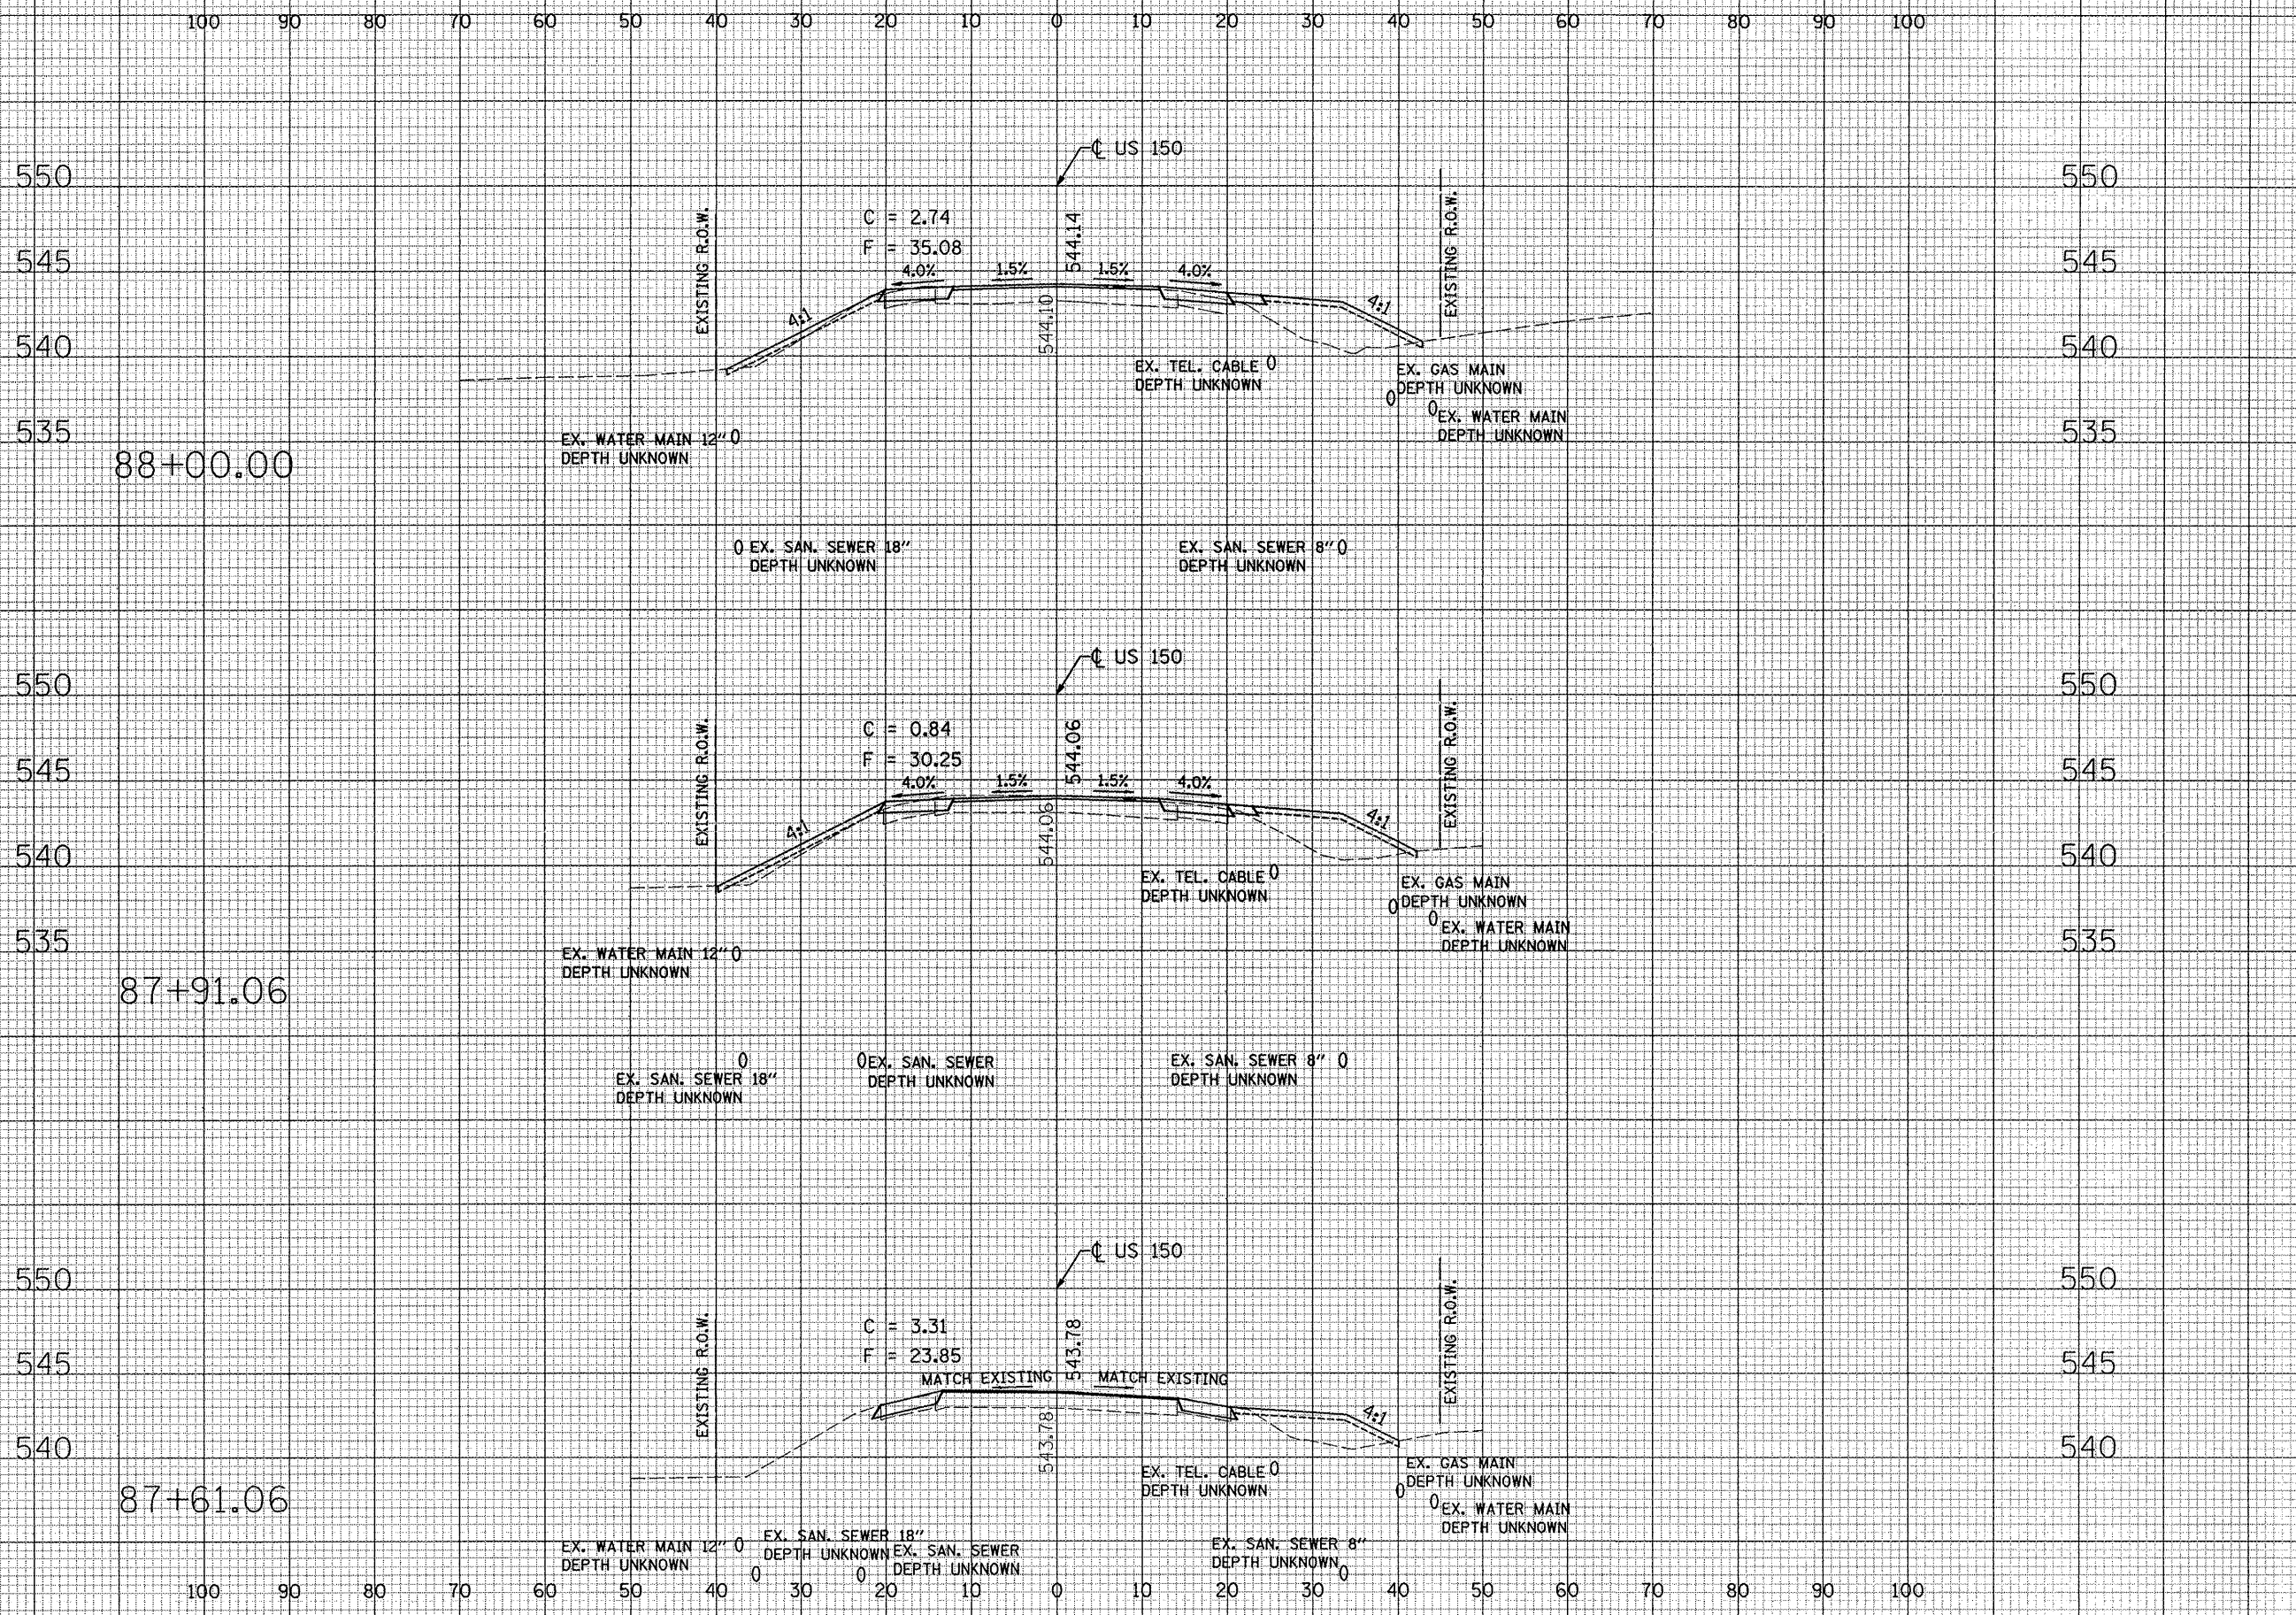 100 90 80 70 60 50 40 30 20 10 0 10 20 30 40 50 60 70 80 90 100
℄ US 150
550 550
EXISTING R.O.W.
C = 2.74
F = 35.08
544.14
EXISTING R.O.W.
545 545
4.0% 1.5% 1.5% 4.0%
4:1 4:1
544.10
540 540
EX. TEL. CABLE
DEPTH UNKNOWN
EX. GAS MAIN
DEPTH UNKNOWN
EX. WATER MAIN
DEPTH UNKNOWN
535 535
EX. WATER MAIN 12"
DEPTH UNKNOWN
88+00.00
EX. SAN. SEWER 18"
DEPTH UNKNOWN
EX. SAN. SEWER 8"
DEPTH UNKNOWN
℄ US 150
550 550
EXISTING R.O.W.
C = 0.84
F = 30.25
544.06
EXISTING R.O.W.
545 545
4.0% 1.5% 1.5% 4.0%
4:1 4:1
544.06
540 540
EX. TEL. CABLE
DEPTH UNKNOWN
EX. GAS MAIN
DEPTH UNKNOWN
EX. WATER MAIN
DEPTH UNKNOWN
535 535
EX. WATER MAIN 12"
DEPTH UNKNOWN
87+91.06
EX. SAN. SEWER 18"
DEPTH UNKNOWN
EX. SAN. SEWER
DEPTH UNKNOWN
EX. SAN. SEWER 8"
DEPTH UNKNOWN
℄ US 150
550 550
EXISTING R.O.W.
C = 3.31
F = 23.85
543.78
EXISTING R.O.W.
545 545
MATCH EXISTING MATCH EXISTING
4:1
543.78
540 540
EX. TEL. CABLE
DEPTH UNKNOWN
EX. GAS MAIN
DEPTH UNKNOWN
EX. WATER MAIN
DEPTH UNKNOWN
87+61.06
EX. WATER MAIN 12"
DEPTH UNKNOWN
EX. SAN. SEWER 18"
DEPTH UNKNOWN
EX. SAN. SEWER
DEPTH UNKNOWN
EX. SAN. SEWER 8"
DEPTH UNKNOWN
100 90 80 70 60 50 40 30 20 10 0 10 20 30 40 50 60 70 80 90 100